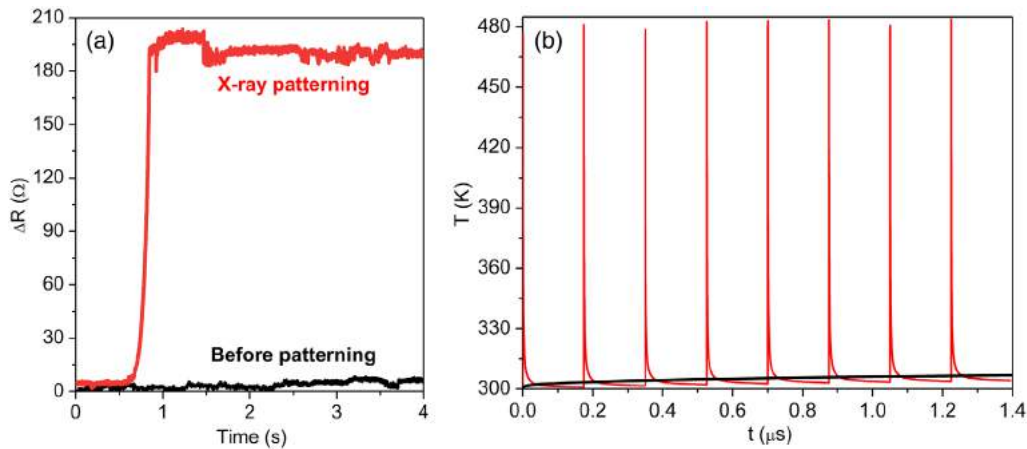 (a)
ΔR (Ω)
210
180
150
120
90
60
30
0
X-ray patterning
Before patterning
0 1 2 3 4
Time (s)
(b)
T (K)
480
450
420
390
360
330
300
0.0 0.2 0.4 0.6 0.8 1.0 1.2 1.4
t (μs)